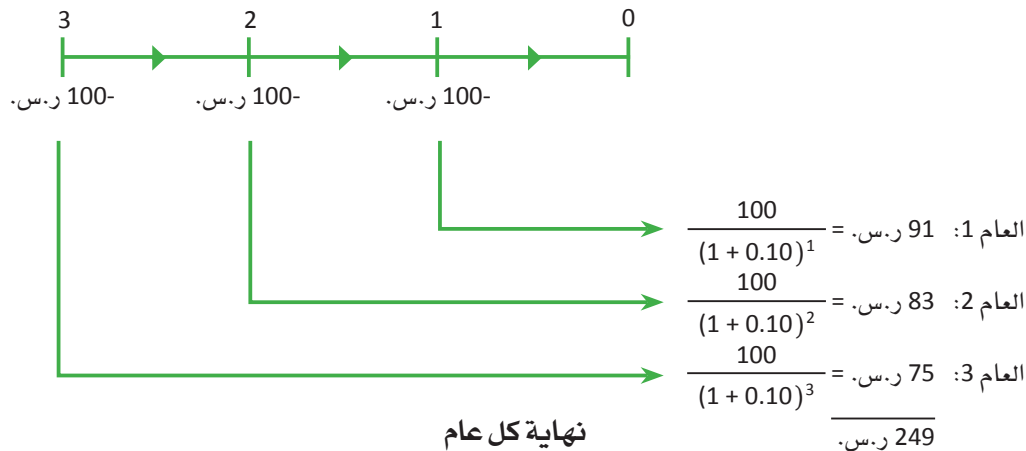 0 1 2 3
-100 ر.س. -100 ر.س. -100 ر.س.
العام 1: 91 ر.س. = 100 / (1 + 0.10)^1
العام 2: 83 ر.س. = 100 / (1 + 0.10)^2
العام 3: 75 ر.س. = 100 / (1 + 0.10)^3
249 ر.س.
نهاية كل عام